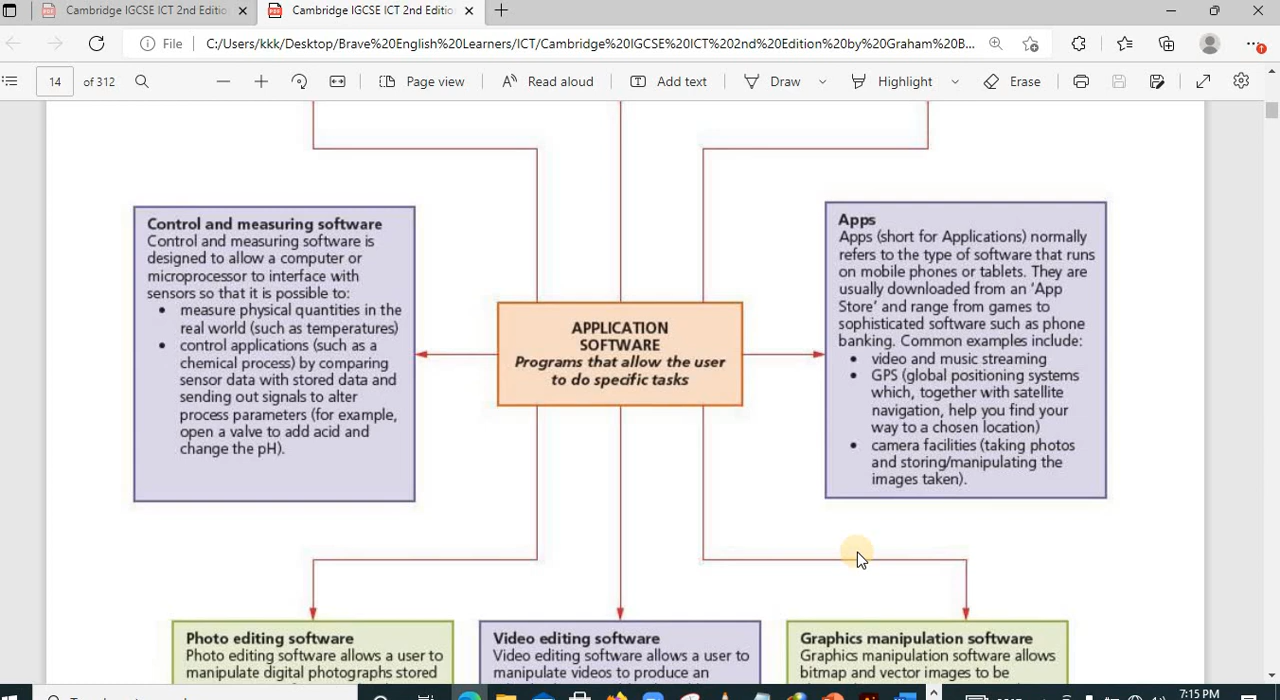 Cambridge IGCSE ICT 2nd Editio
Cambridge IGCSE ICT 2nd Editio
File
C:/Users/kkk/Desktop/Brave%20English%20Learners/ICT/Cambridge%20IGCSE%20ICT%202nd%20Edition%20by%20Graham%20B...
14
of 312
Page view
Read aloud
Add text
Draw
Highlight
Erase
Control and measuring software
Control and measuring software is
designed to allow a computer or
microprocessor to interface with
sensors so that it is possible to:
• measure physical quantities in the
real world (such as temperatures)
• control applications (such as a
chemical process) by comparing
sensor data with stored data and
sending out signals to alter
process parameters (for example,
open a valve to add acid and
change the pH).
APPLICATION
SOFTWARE
Programs that allow the user
to do specific tasks
Apps
Apps (short for Applications) normally
refers to the type of software that runs
on mobile phones or tablets. They are
usually downloaded from an ‘App
Store’ and range from games to
sophisticated software such as phone
banking. Common examples include:
• video and music streaming
• GPS (global positioning systems
which, together with satellite
navigation, help you find your
way to a chosen location)
• camera facilities (taking photos
and storing/manipulating the
images taken).
Photo editing software
Photo editing software allows a user to
manipulate digital photographs stored
Video editing software
Video editing software allows a user to
manipulate videos to produce an
Graphics manipulation software
Graphics manipulation software allows
bitmap and vector images to be
7:15 PM